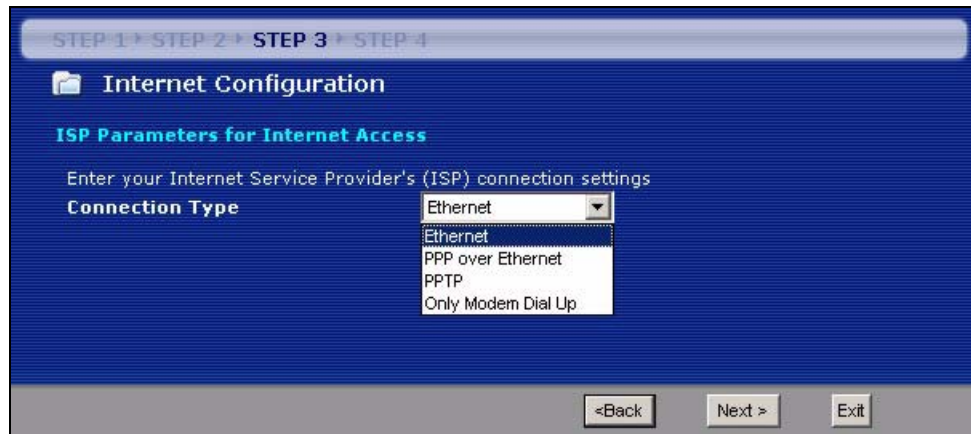 STEP 1 STEP 2 STEP 3 STEP 4
Internet Configuration
ISP Parameters for Internet Access
Enter your Internet Service Provider's (ISP) connection settings
Connection Type Ethernet
Ethernet
PPP over Ethernet
PPTP
Only Modem Dial Up
<Back Next > Exit